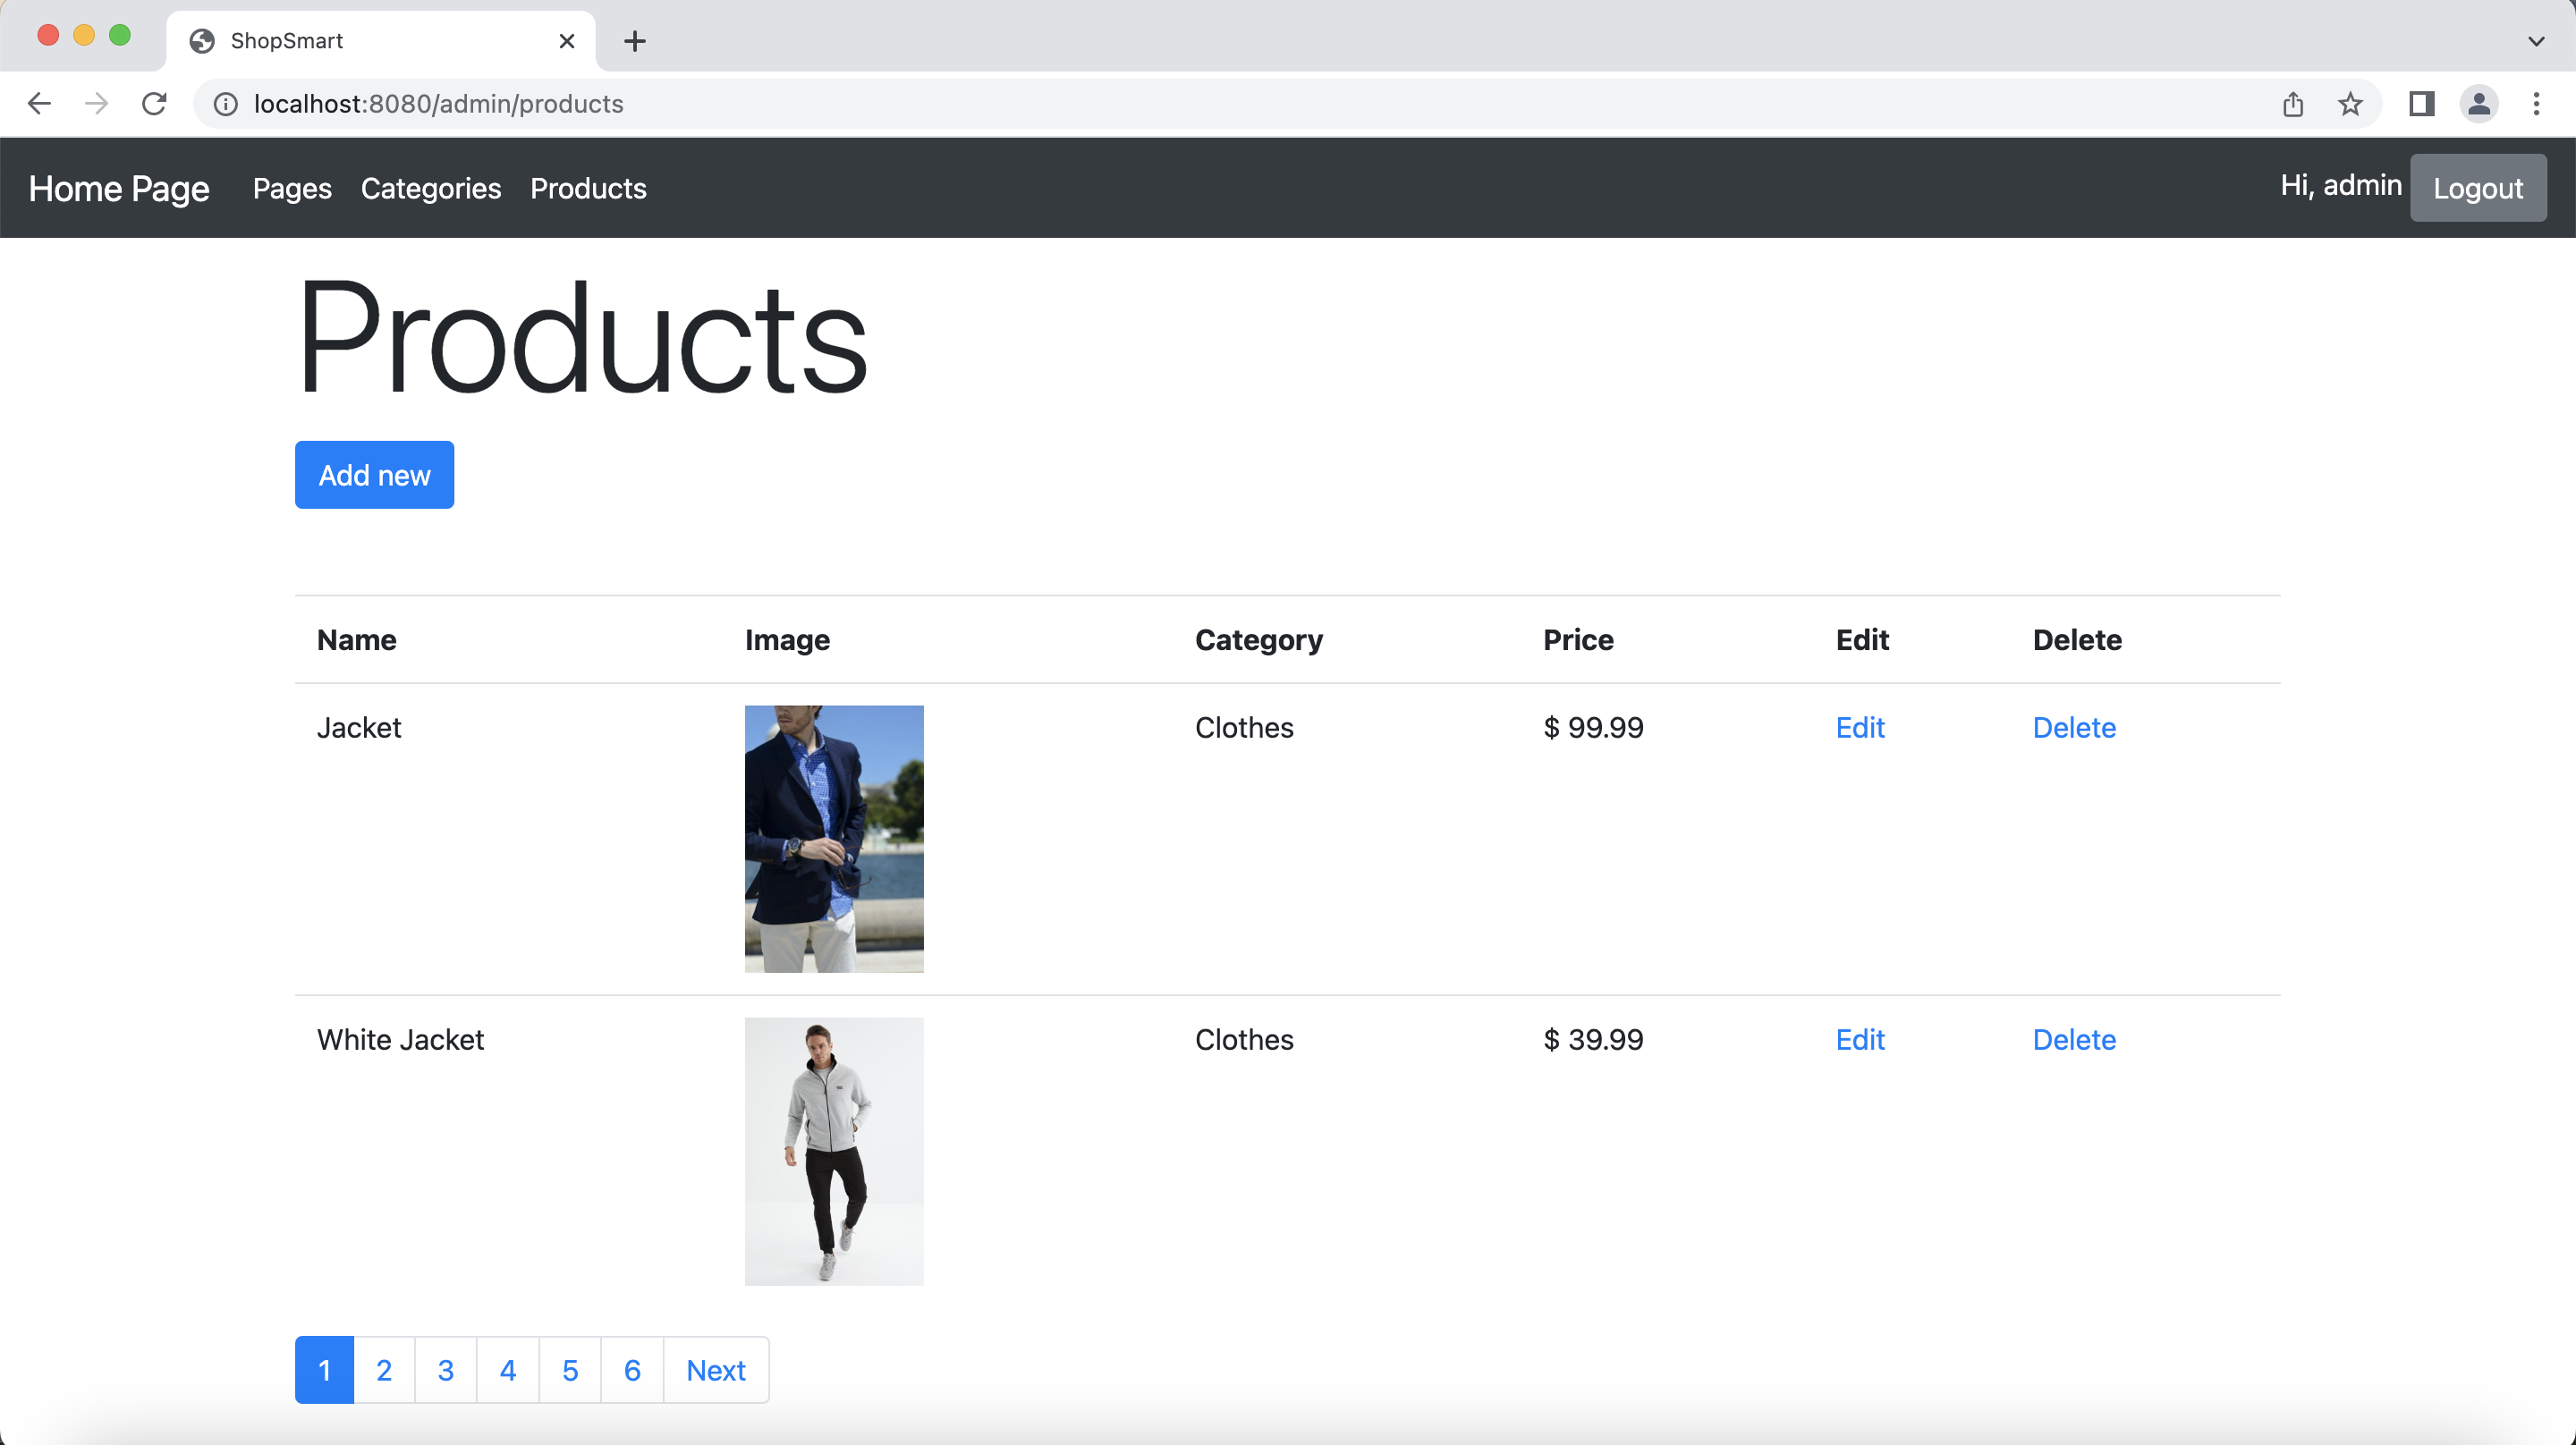 ShopSmart
localhost:8080/admin/products
Home Page Pages Categories Products Hi, admin Logout
Products
Add new
Name Image Category Price Edit Delete
Jacket Clothes $ 99.99 Edit Delete
White Jacket Clothes $ 39.99 Edit Delete
1 2 3 4 5 6 Next